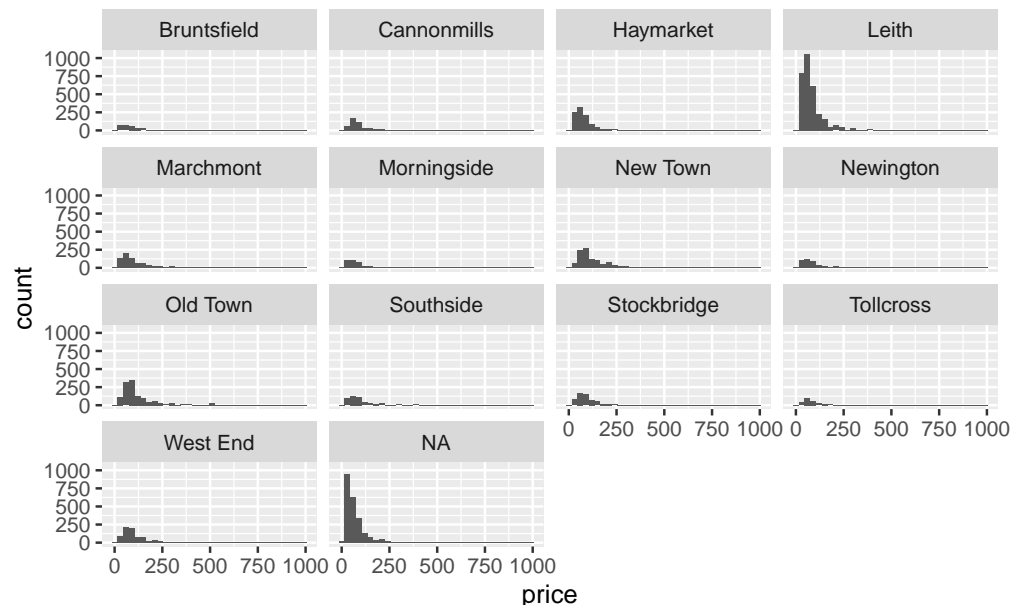 Bruntsfield Cannonmills Haymarket Leith
1000
750
500
250
0
Marchmont Morningside New Town Newington
1000
750
500
250
0
Old Town Southside Stockbridge Tollcross
1000
750
500
250
0
0 250 500 750 1000 0 250 500 750 1000
West End NA
1000
750
500
250
0
0 250 500 750 1000 0 250 500 750 1000
price
count